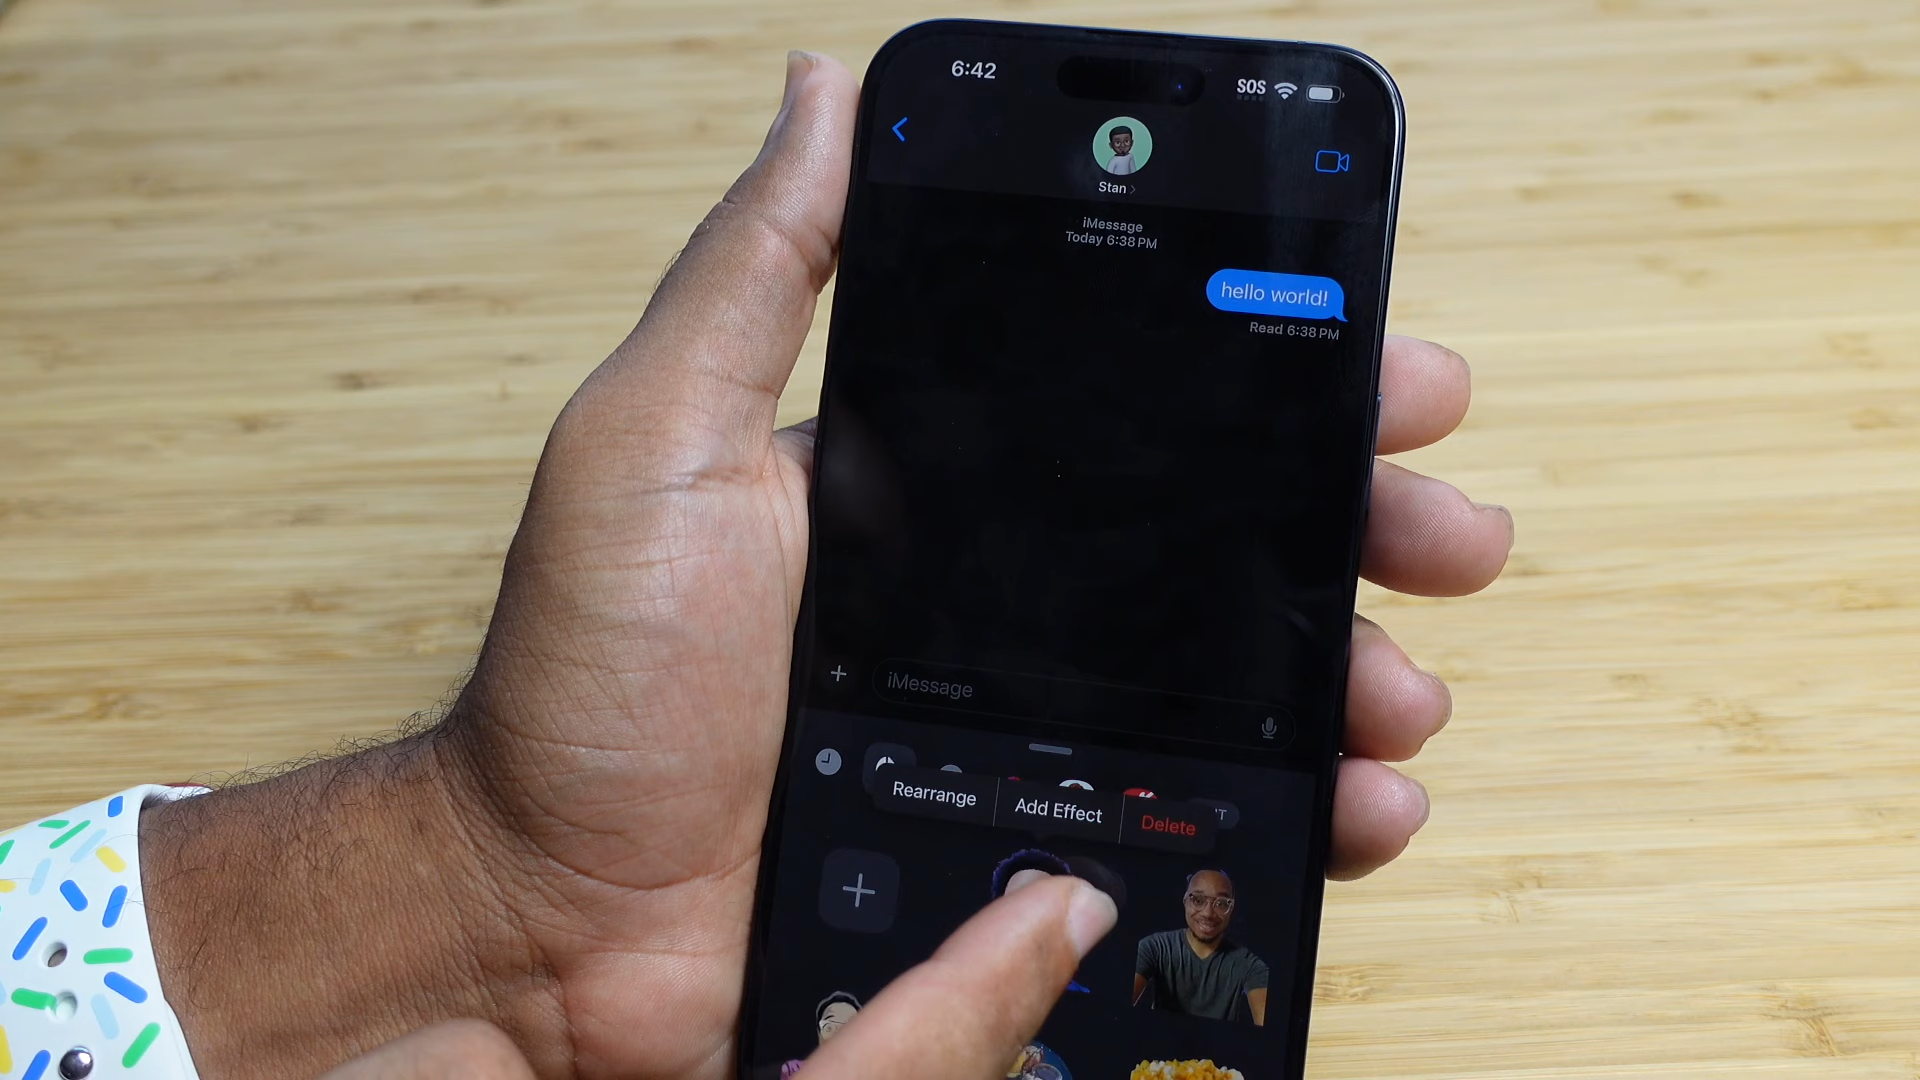 6:42
SOS
Stan
iMessage
Today 6:38 PM
hello world!
Read 6:38 PM
iMessage
Rearrange
Add Effect
Delete